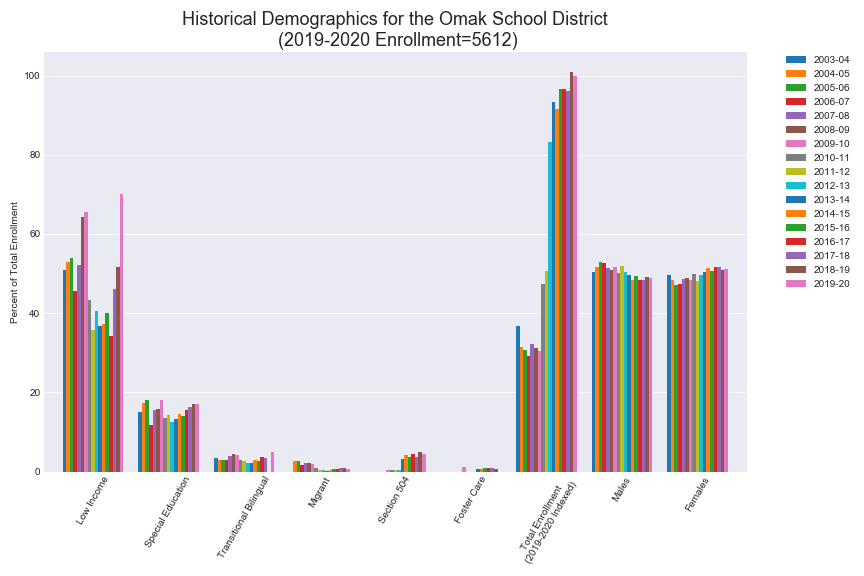 Historical Demographics for the Omak School District
(2019-2020 Enrollment=5612)
Percent of Total Enrollment
100
80
60
40
20
0
Low Income
Special Education
Transitional Bilingual
Migrant
Section 504
Foster Care
Total Enrollment
(2019-2020 Indexed)
Males
Females
2003-04
2004-05
2005-06
2006-07
2007-08
2008-09
2009-10
2010-11
2011-12
2012-13
2013-14
2014-15
2015-16
2016-17
2017-18
2018-19
2019-20